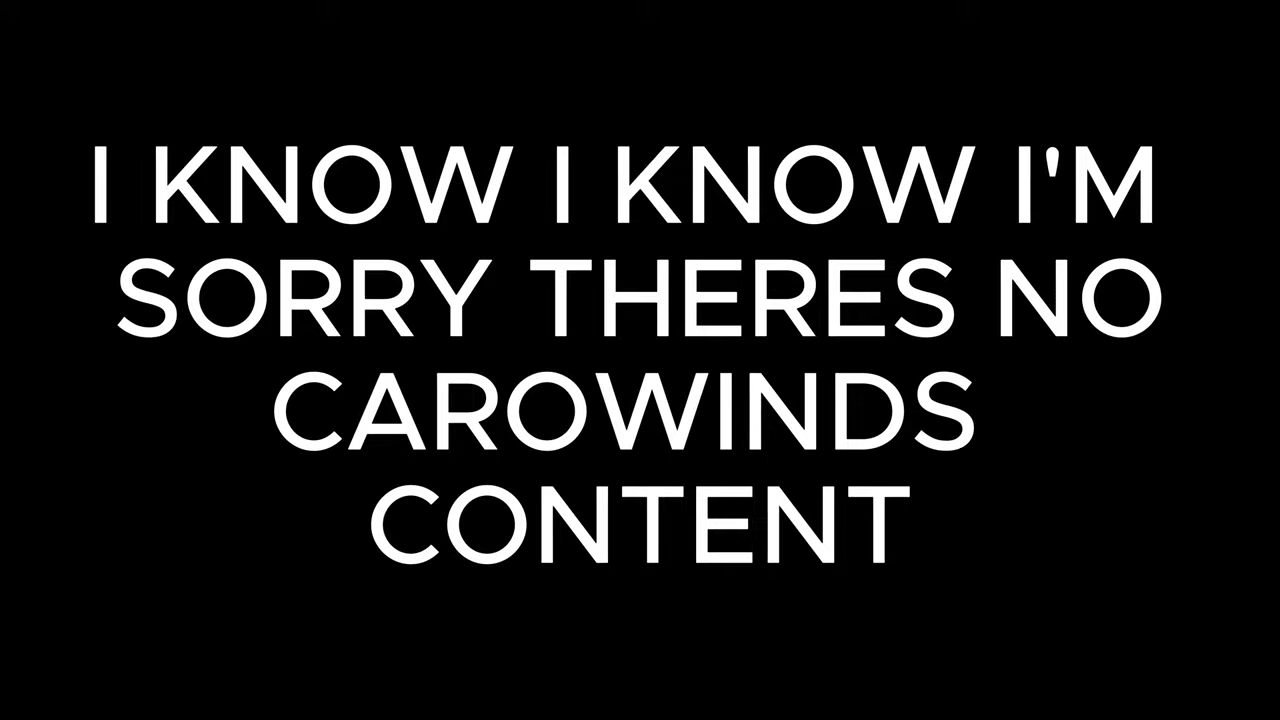 I KNOW I KNOW I'M
SORRY THERES NO
CAROWINDS
CONTENT